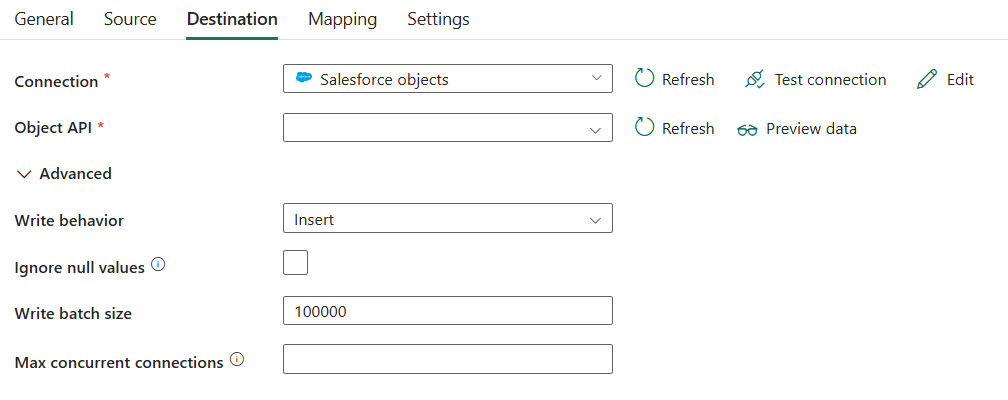 General Source Destination Mapping Settings
Connection * Salesforce objects Refresh Test connection Edit
Object API * Refresh Preview data
Advanced
Write behavior Insert
Ignore null values
Write batch size 100000
Max concurrent connections